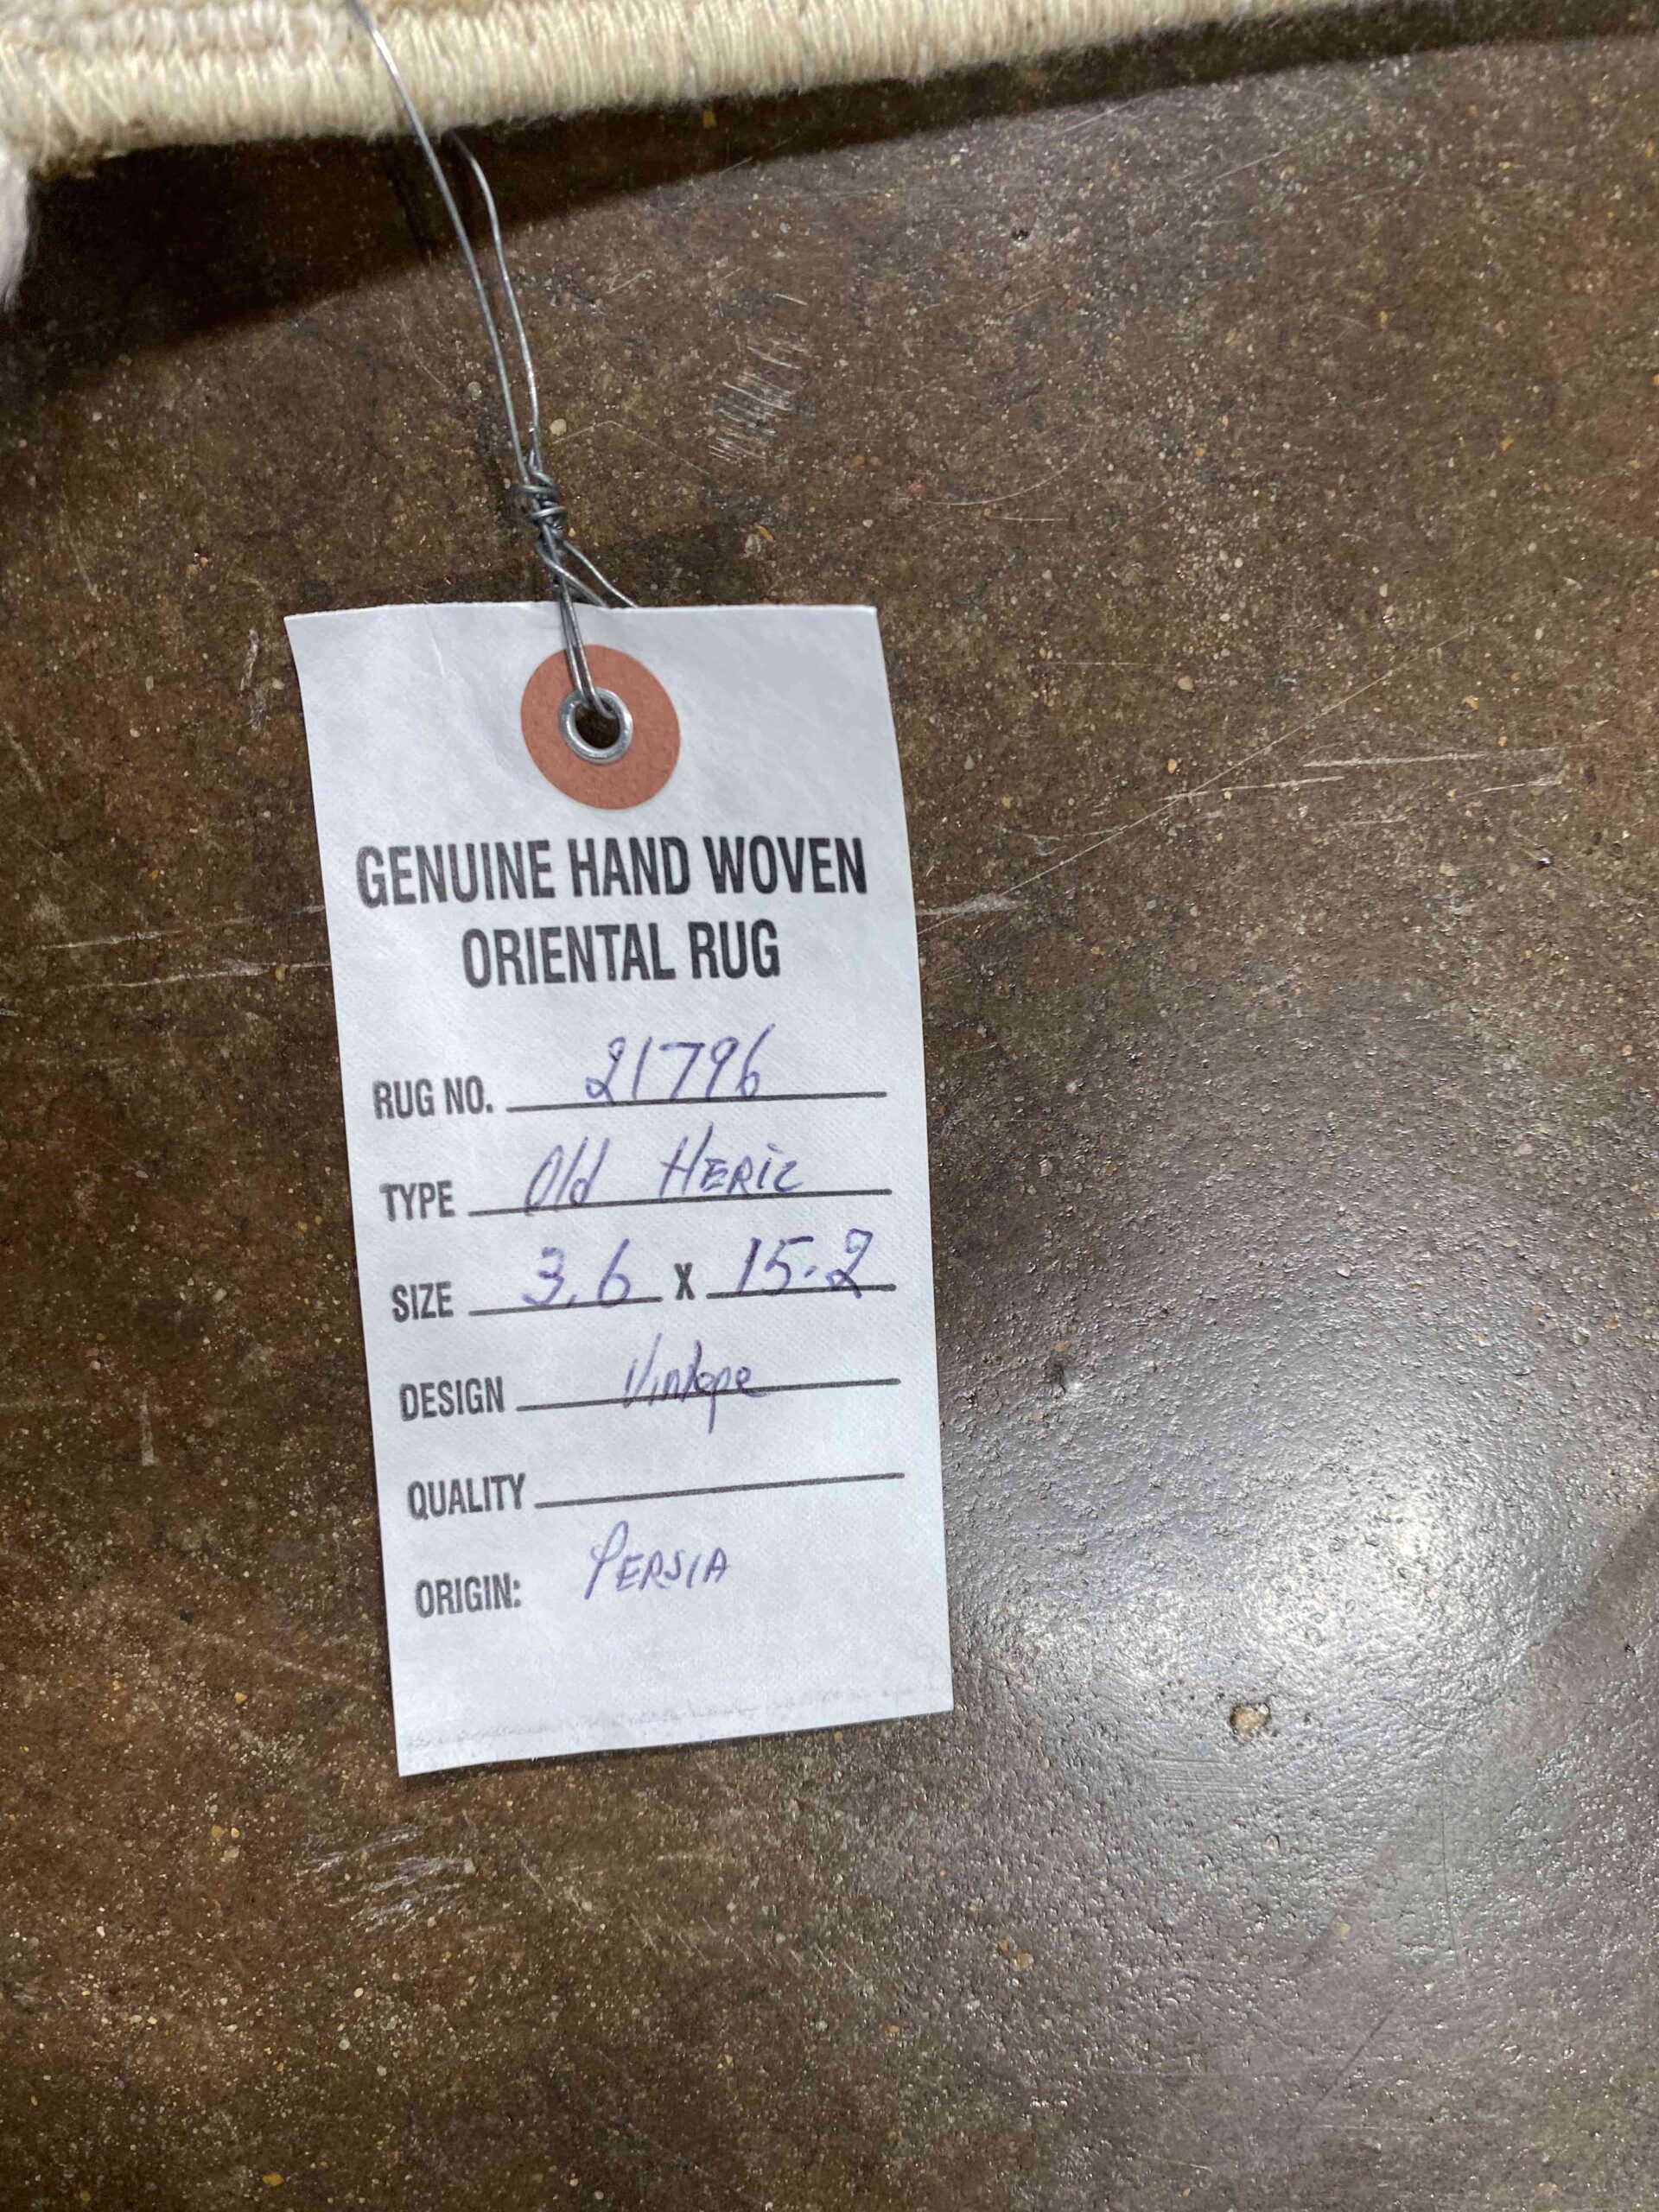 GENUINE HAND WOVEN
ORIENTAL RUG
RUG NO. 21796
TYPE Old HERiz
SIZE 3.6 X 15.2
DESIGN Vintage
QUALITY
ORIGIN: PERSIA